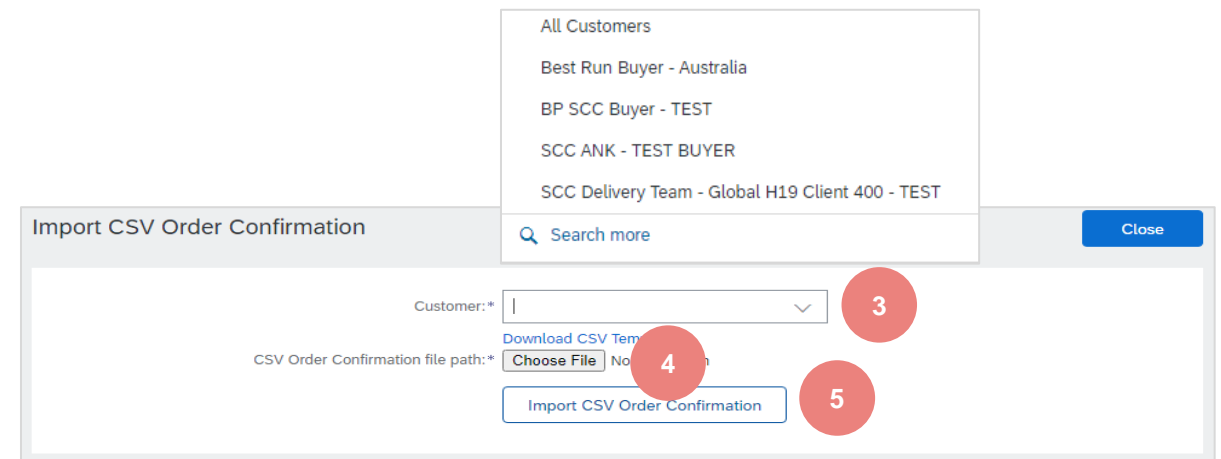 All Customers
Best Run Buyer - Australia
BP SCC Buyer - TEST
SCC ANK - TEST BUYER
SCC Delivery Team - Global H19 Client 400 - TEST
Search more
Import CSV Order Confirmation
Close
Customer:*
3
Download CSV
CSV Order Confirmation file path:* Choose File
4
Import CSV Order Confirmation
5